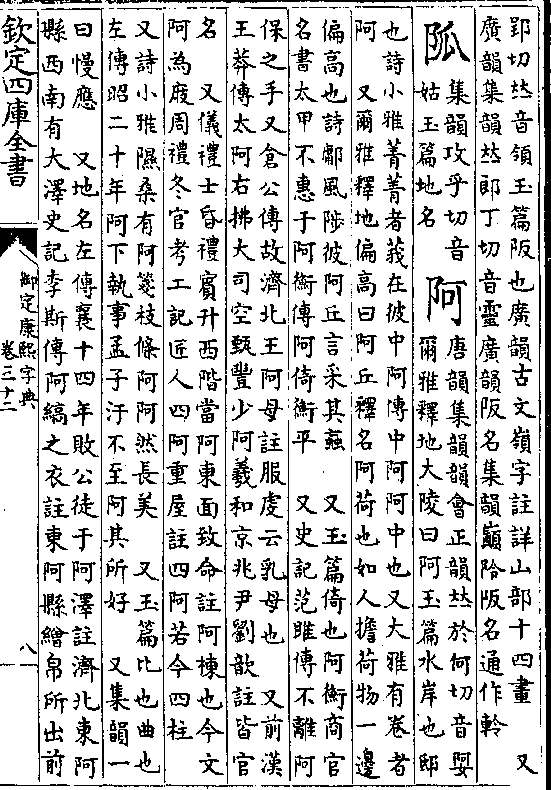 郢切𠀤音領玉篇阪也廣韻古文嶺字註詳山部十四畫　又
廣韻集韻𠀤郎丁切音靈廣韻阪名集韻巔阾阪名通作軨
集韻攻乎切音
姑玉篇地名
阿
唐韻集韻韻會正韻𠀤於何切音娿
爾雅釋地大陵曰阿玉篇水岸也邸
也詩小雅菁菁者莪在彼中阿傳中阿阿中也又大雅有卷者
阿　又爾雅釋地偏高曰阿丘釋名阿荷也如人擔荷物一邊
偏高也詩鄘風陟彼阿丘言采其蝱　又玉篇倚也阿衡商官
名書太甲不惠于阿衡傳阿倚衡平　又史記范雎傳不離阿
保之手又倉公傳故濟北王阿母註服虔云乳母也　又前漢
王莽傳太阿右拂大司空甄豐少阿羲和京兆尹劉歆註皆官
名　又儀禮士昏禮賓升西階當阿東面致命註阿棟也今文
阿為庪周禮冬官考工記匠人四阿重屋註四阿若今四柱
又詩小雅隰桑有阿箋枝條阿阿然長美　又玉篇比也曲也
左傳昭二十年阿下執事孟子汙不至阿其所好　又集韻一
曰慢應　又地名左傳襄十四年敗公徒于阿澤註濟北東阿
縣西南有大澤史記李斯傳阿縞之衣註東阿縣繒帛所出前
欽定四庫全書
御定康熙字典
卷三十二
八